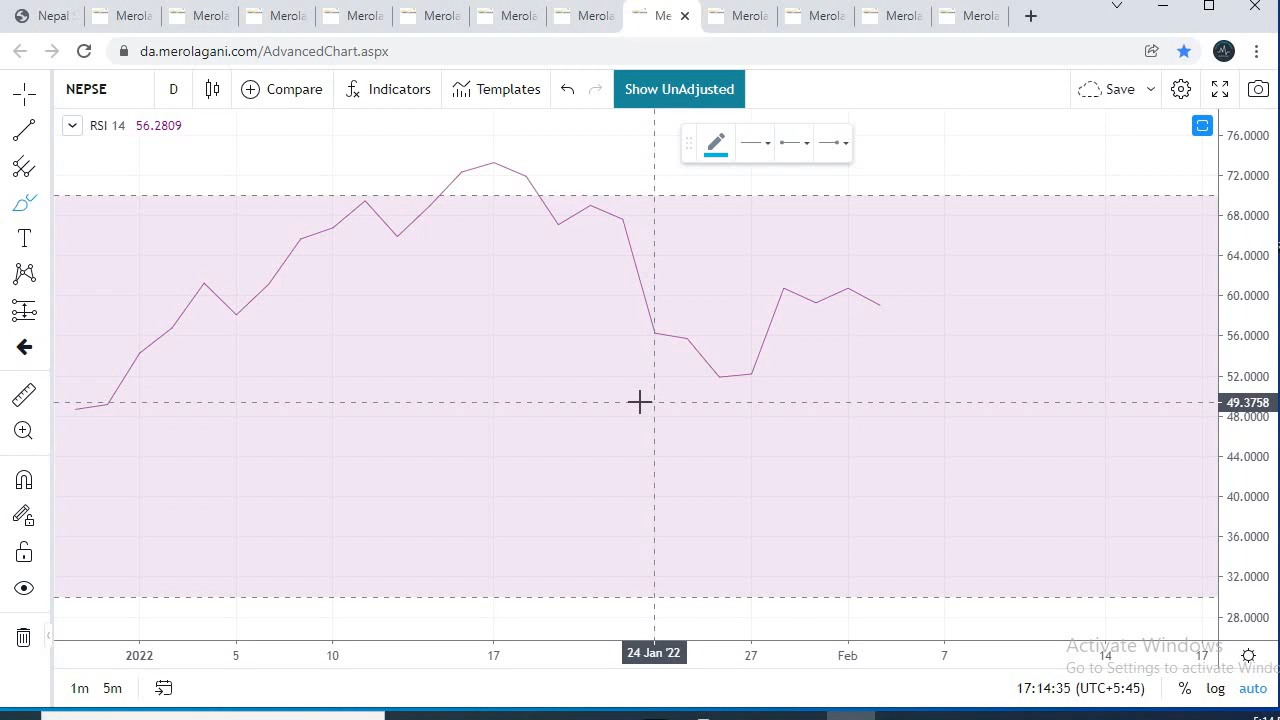 Nepal S Merola Merola Merola Merola Merola Merola Merola Me Merola Merola Merola Merola
da.merolagani.com/AdvancedChart.aspx
NEPSE D Compare Indicators Templates Show UnAdjusted Save
RSI 14 56.2809
76.0000
72.0000
68.0000
64.0000
60.0000
56.0000
52.0000
49.3758
48.0000
44.0000
40.0000
36.0000
32.0000
28.0000
Activate Windows
2022 5 10 17 24 Jan '22 27 Feb 7 14 17
Go to Settings to activate Windo
1m 5m 17:14:35 (UTC+5:45) % log auto